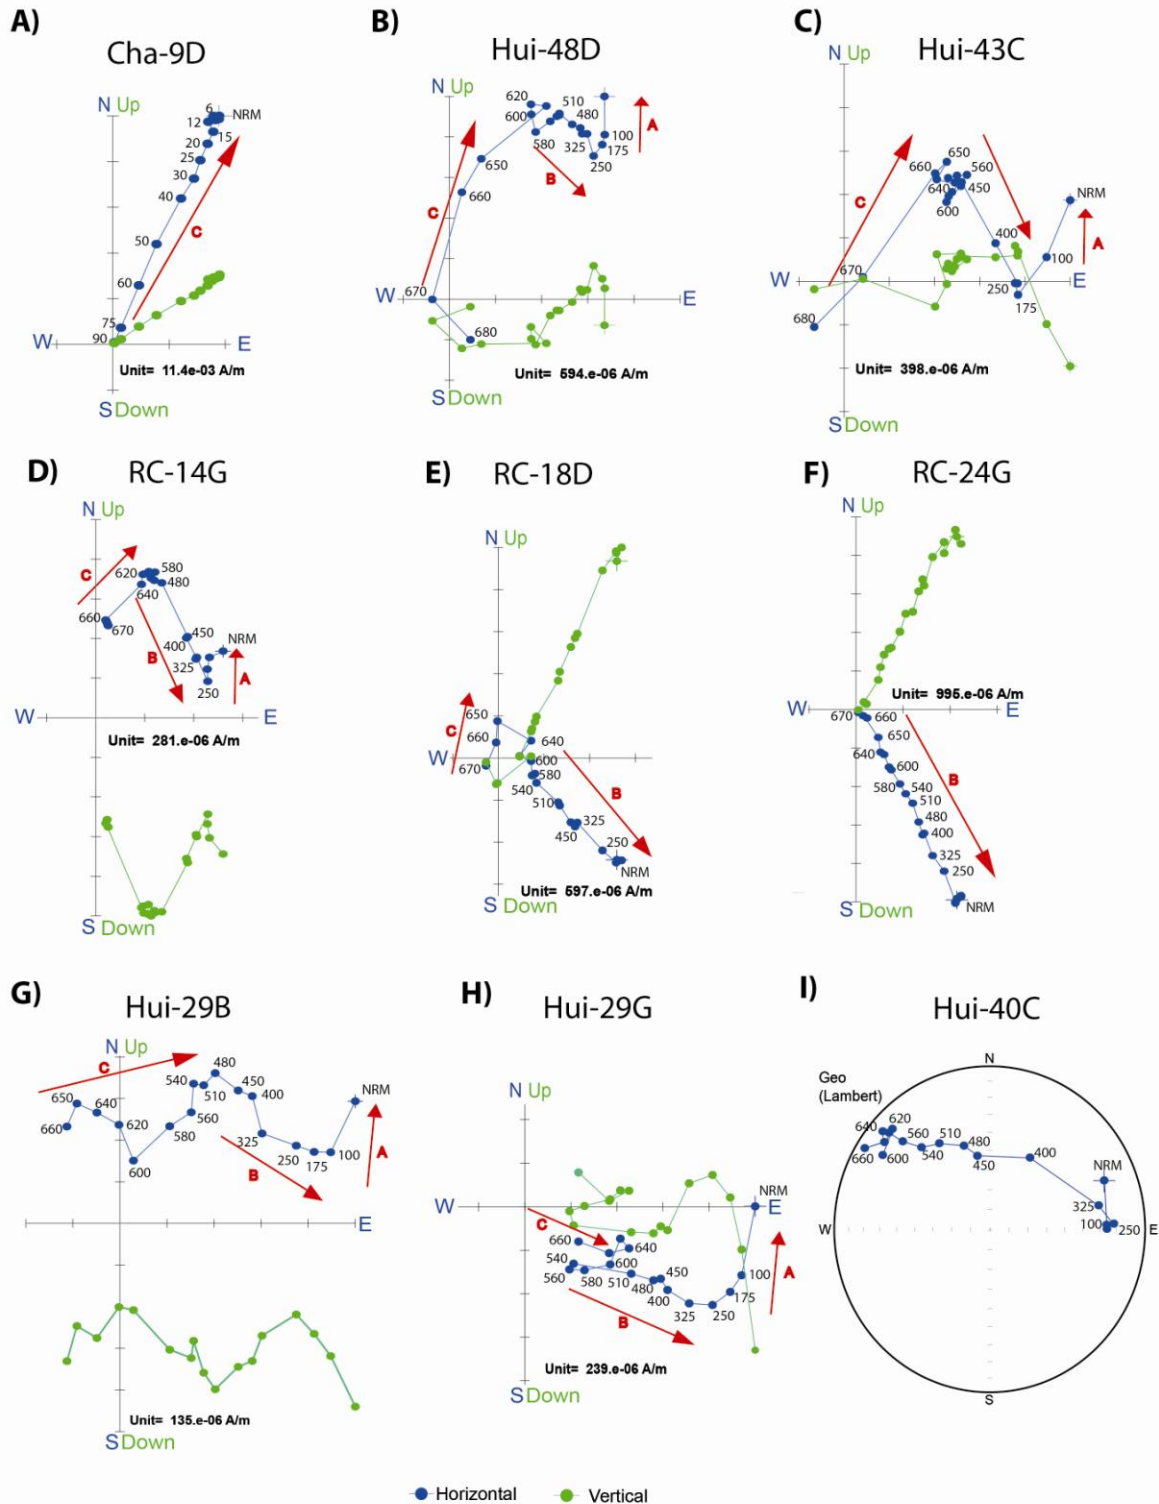 A)
Cha-9D
N Up
6
NRM
12
15
20
25
30
40
C
50
60
75
90
W
E
Unit= 11.4e-03 A/m
S Down
B)
Hui-48D
N Up
620
510
600
480
A
580
325
100
175
250
650
B
660
C
W
670
E
680
Unit= 594.e-06 A/m
S Down
C)
Hui-43C
N Up
650
660
560
640
450
C
600
NRM
400
A
100
W
670
E
250
175
680
Unit= 398.e-06 A/m
S Down
D)
RC-14G
N Up
C
620
580
480
640
660
670
450
NRM
400
B
325
A
250
W
E
Unit= 281.e-06 A/m
S Down
E)
RC-18D
N Up
650
C
660
640
W
670
600
580
540
B
510
325
450
250
NRM
Unit= 597.e-06 A/m
S Down
F)
RC-24G
N Up
Unit= 995.e-06 A/m
W
670
660
E
650
640
600
B
580
540
510
480
400
325
250
NRM
S Down
G)
Hui-29B
N Up
C
480
540
450
NRM
650
510
400
640
560
660
620
580
325
A
250
175
100
600
B
E
Unit= 135.e-06 A/m
S Down
H)
Hui-29G
N Up
NRM
W
E
C
660
640
540
600
560
580
510
450
100
480
A
400
175
325
250
B
Unit= 239.e-06 A/m
S Down
I)
Hui-40C
N
Geo
(Lambert)
640
620
560
480
660
600
540
510
450
400
NRM
325
W
100
250
E
S
Horizontal
Vertical